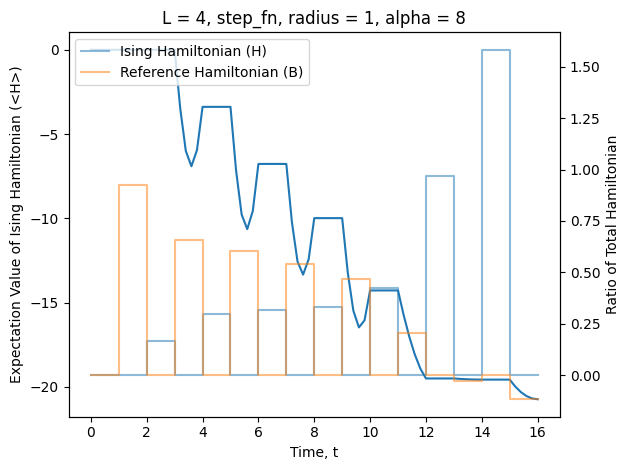 L = 4, step_fn, radius = 1, alpha = 8
Ising Hamiltonian (H)
Reference Hamiltonian (B)
Expectation Value of Ising Hamiltonian (<H>)
0
−5
−10
−15
−20
1.50
1.25
1.00
0.75
0.50
0.25
0.00
Ratio of Total Hamiltonian
0 2 4 6 8 10 12 14 16
Time, t